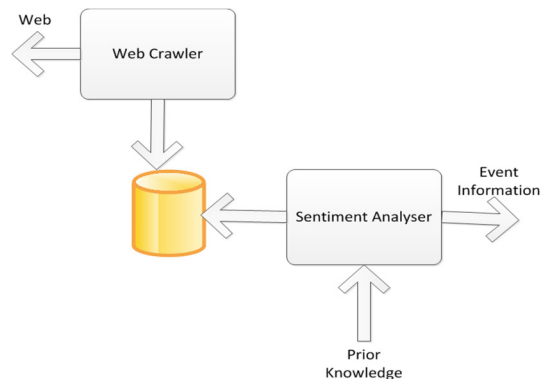 Web
Web Crawler
Event
Information
Sentiment Analyser
Prior
Knowledge